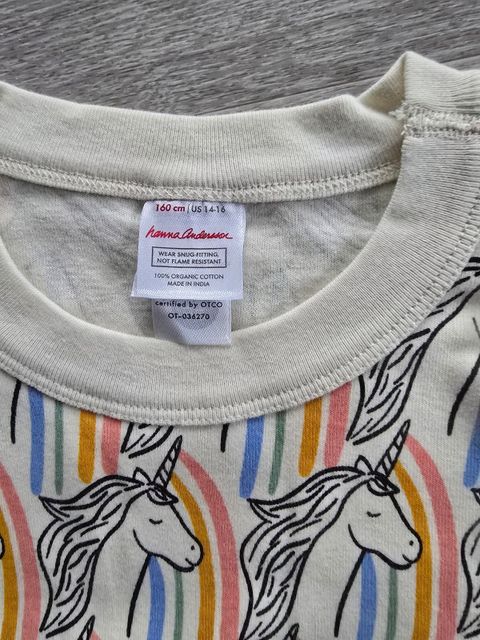 160 cm | US 14-16
hanna Andersson
WEAR SNUG-FITTING,
NOT FLAME RESISTANT
100% ORGANIC COTTON
MADE IN INDIA
certified by OTCO
OT-036270